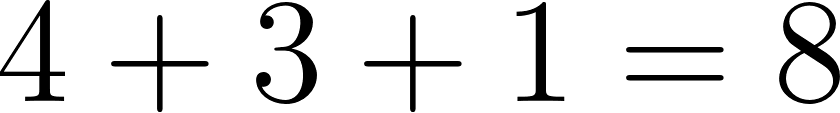 4 + 3 + 1 = 8